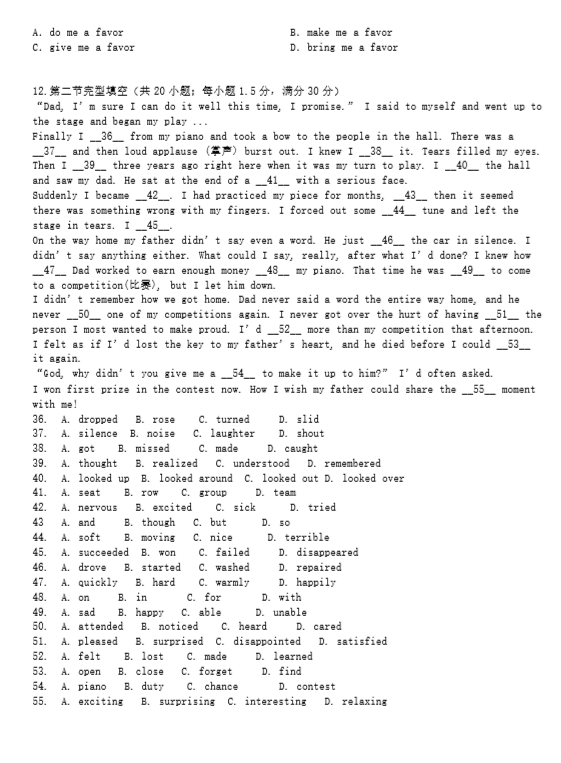 A. do me a favor B. make me a favor
C. give me a favor D. bring me a favor
12.第二节完型填空（共 20 小题；每小题 1.5 分，满分 30 分）
“Dad, I’m sure I can do it well this time, I promise.” I said to myself and went up to
the stage and began my play ...
Finally I __36__ from my piano and took a bow to the people in the hall. There was a
__37__ and then loud applause (掌声) burst out. I knew I __38__ it. Tears filled my eyes.
Then I __39__ three years ago right here when it was my turn to play. I __40__ the hall
and saw my dad. He sat at the end of a __41__ with a serious face.
Suddenly I became __42__. I had practiced my piece for months, __43__ then it seemed
there was something wrong with my fingers. I forced out some __44__ tune and left the
stage in tears. I __45__.
On the way home my father didn’t say even a word. He just __46__ the car in silence. I
didn’t say anything either. What could I say, really, after what I’d done? I knew how
__47__ Dad worked to earn enough money __48__ my piano. That time he was __49__ to come
to a competition(比赛), but I let him down.
I didn’t remember how we got home. Dad never said a word the entire way home, and he
never __50__ one of my competitions again. I never got over the hurt of having __51__ the
person I most wanted to make proud. I’d __52__ more than my competition that afternoon.
I felt as if I’d lost the key to my father’s heart, and he died before I could __53__
it again.
“God, why didn’t you give me a __54__ to make it up to him?” I’d often asked.
I won first prize in the contest now. How I wish my father could share the __55__ moment
with me!
36. A. dropped B. rose C. turned D. slid
37. A. silence B. noise C. laughter D. shout
38. A. got B. missed C. made D. caught
39. A. thought B. realized C. understood D. remembered
40. A. looked up B. looked around C. looked out D. looked over
41. A. seat B. row C. group D. team
42. A. nervous B. excited C. sick D. tried
43 A. and B. though C. but D. so
44. A. soft B. moving C. nice D. terrible
45. A. succeeded B. won C. failed D. disappeared
46. A. drove B. started C. washed D. repaired
47. A. quickly B. hard C. warmly D. happily
48. A. on B. in C. for D. with
49. A. sad B. happy C. able D. unable
50. A. attended B. noticed C. heard D. cared
51. A. pleased B. surprised C. disappointed D. satisfied
52. A. felt B. lost C. made D. learned
53. A. open B. close C. forget D. find
54. A. piano B. duty C. chance D. contest
55. A. exciting B. surprising C. interesting D. relaxing